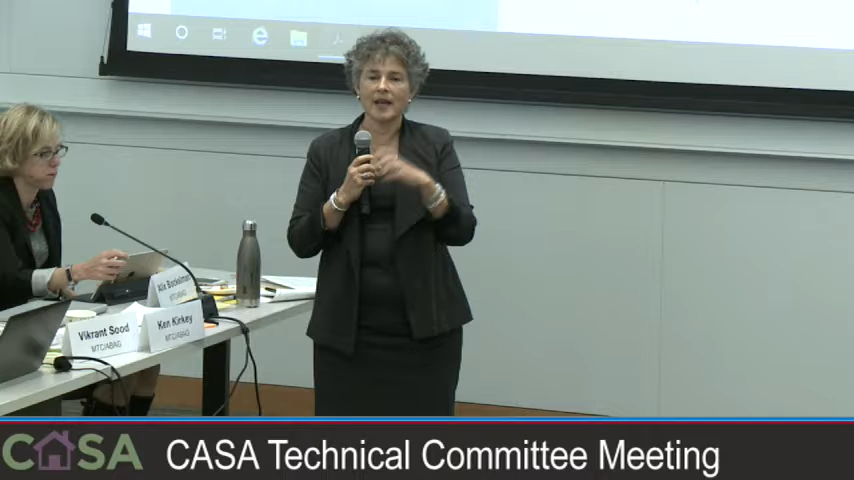 Alix Bockelman
MTC/ABAG
Ken Kirkey
MTC/ABAG
Vikrant Sood
MTC/ABAG
CASA
CASA Technical Committee Meeting